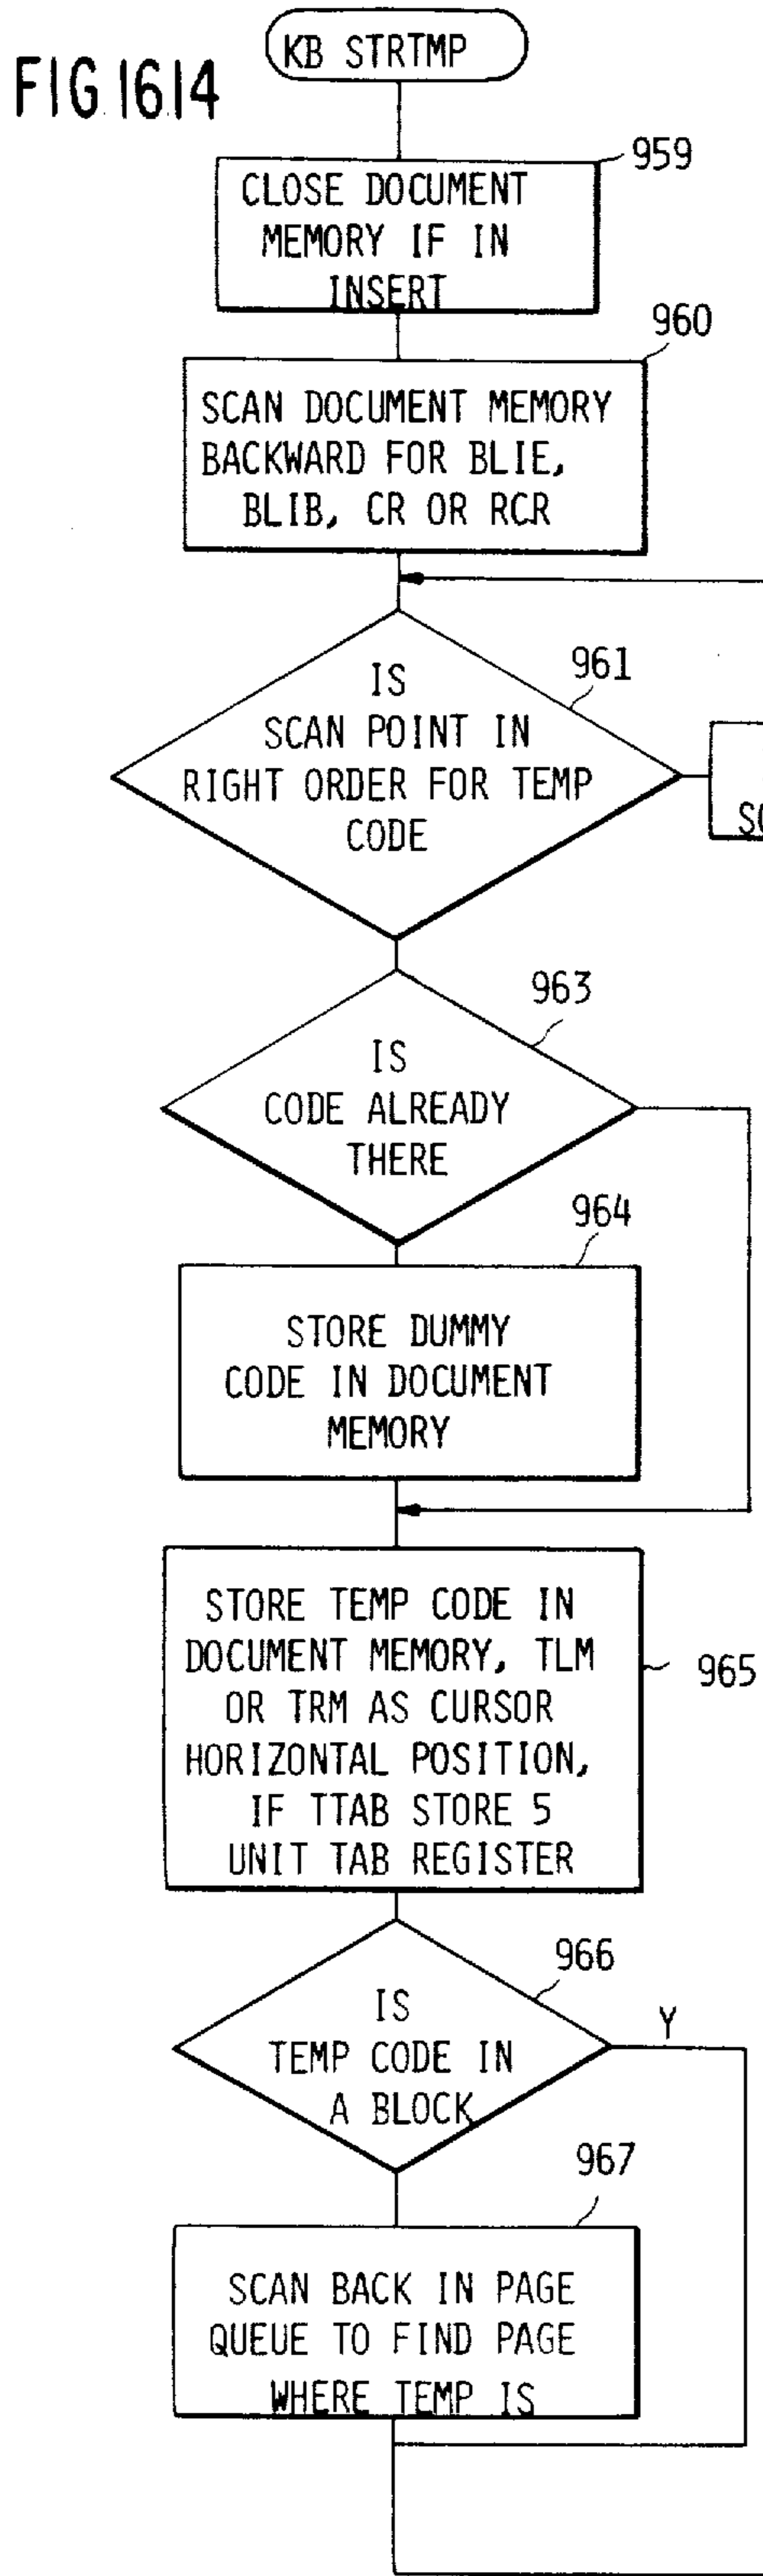 FIG 1614
KB STRTMP
959
CLOSE DOCUMENT
MEMORY IF IN
INSERT
960
SCAN DOCUMENT MEMORY
BACKWARD FOR BLIE,
BLIB, CR OR RCR
961
IS
SCAN POINT IN
RIGHT ORDER FOR TEMP
CODE
963
IS
CODE ALREADY
THERE
964
STORE DUMMY
CODE IN DOCUMENT
MEMORY
STORE TEMP CODE IN
DOCUMENT MEMORY, TLM
OR TRM AS CURSOR
HORIZONTAL POSITION,
IF TTAB STORE 5
UNIT TAB REGISTER
965
966
IS
TEMP CODE IN
A BLOCK
Y
967
SCAN BACK IN PAGE
QUEUE TO FIND PAGE
WHERE TEMP IS